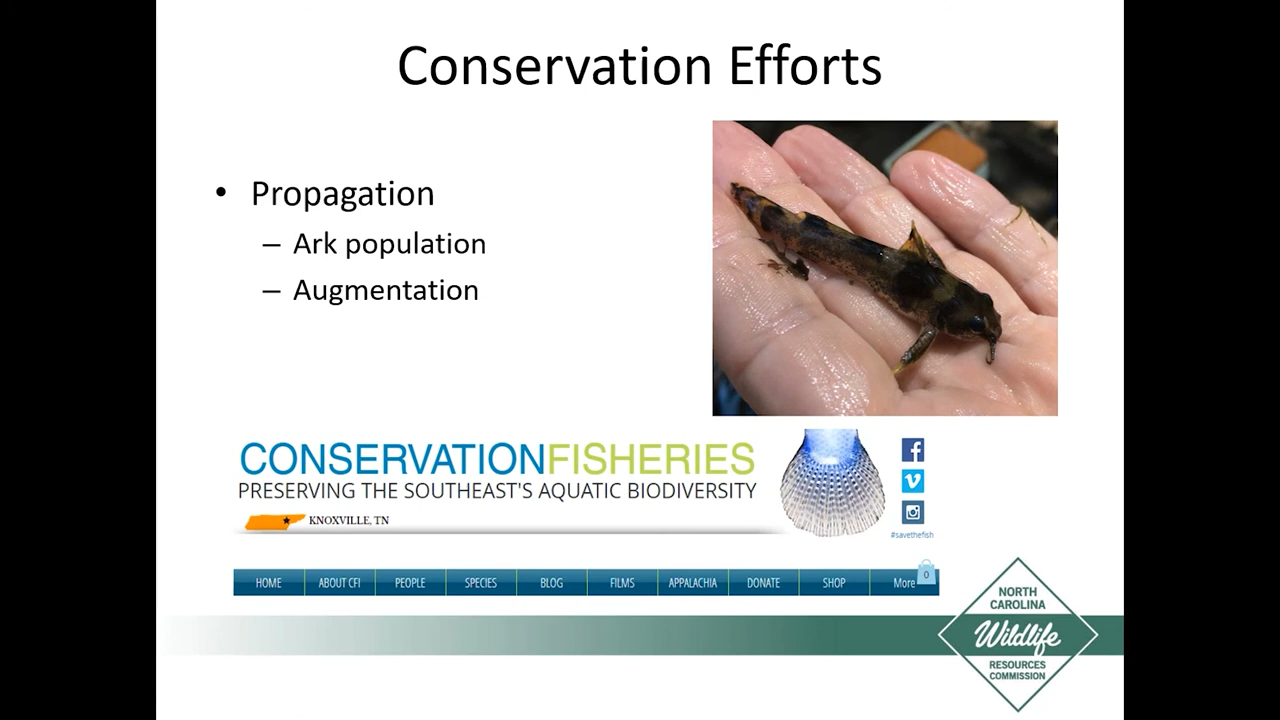 Conservation Efforts
• Propagation
– Ark population
– Augmentation
CONSERVATIONFISHERIES
PRESERVING THE SOUTHEAST'S AQUATIC BIODIVERSITY
KNOXVILLE, TN
#savethefish
HOME ABOUT CFI PEOPLE SPECIES BLOG FILMS APPALACHIA DONATE SHOP More 0
NORTH
CAROLINA
Wildlife
RESOURCES
COMMISSION